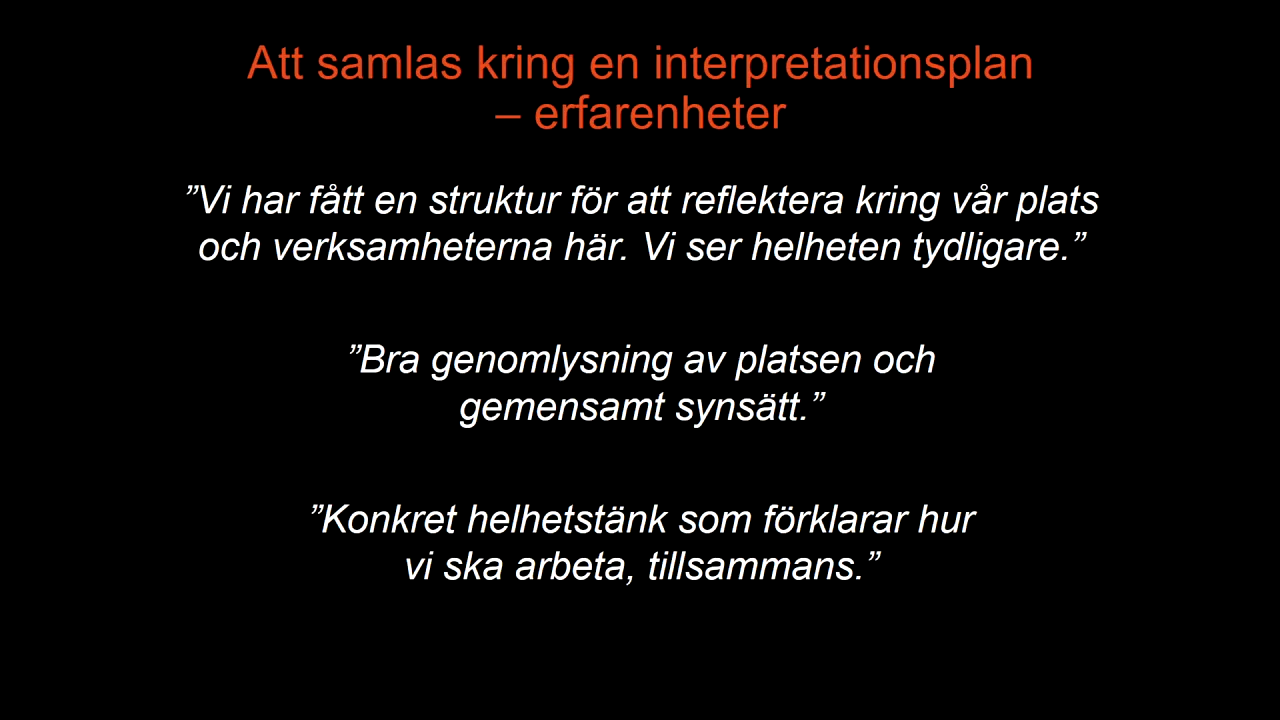 Att samlas kring en interpretationsplan
– erfarenheter
”Vi har fått en struktur för att reflektera kring vår plats
och verksamheterna här. Vi ser helheten tydligare.”
”Bra genomlysning av platsen och
gemensamt synsätt.”
”Konkret helhetstänk som förklarar hur
vi ska arbeta, tillsammans.”